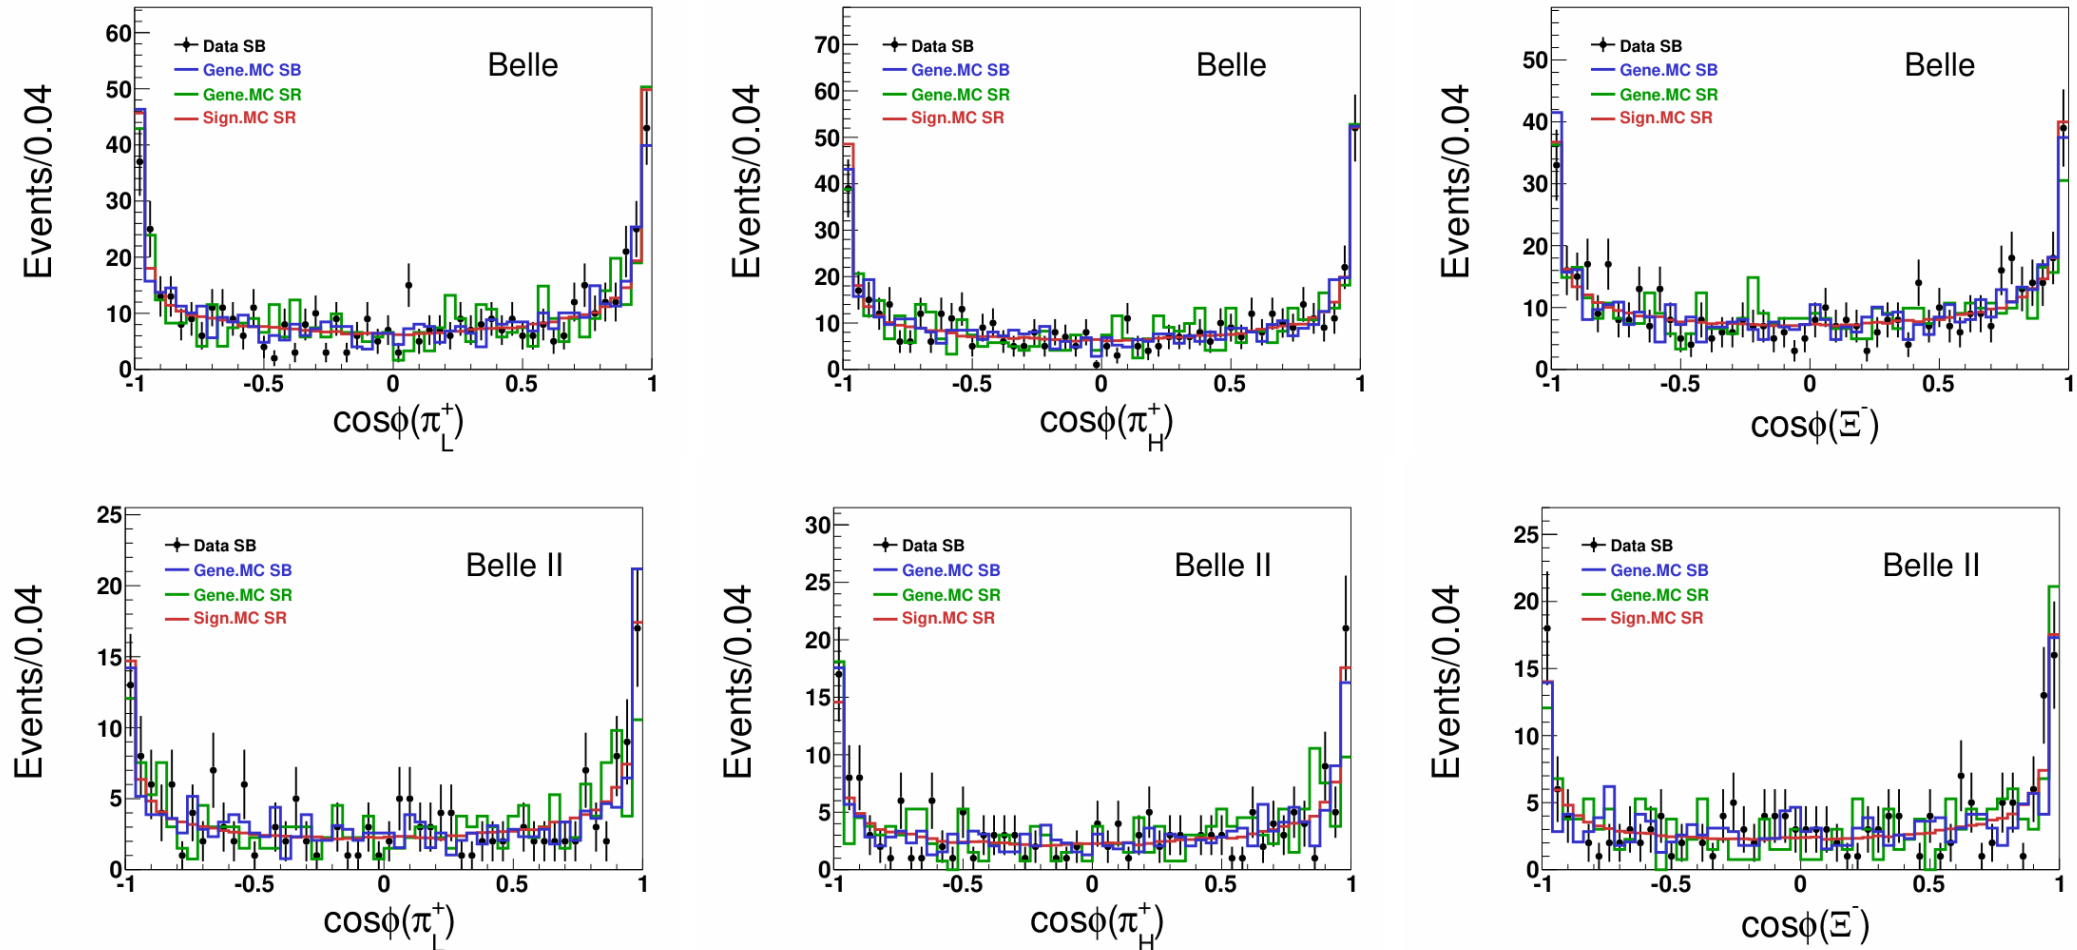 Events/0.04
60
50
40
30
20
10
0
Data SB
Gene.MC SB
Gene.MC SR
Sign.MC SR
Belle
-1 -0.5 0 0.5 1
cosϕ(π⁺_L)
Events/0.04
70
60
50
40
30
20
10
0
Data SB
Gene.MC SB
Gene.MC SR
Sign.MC SR
Belle
-1 -0.5 0 0.5 1
cosϕ(π⁺_H)
Events/0.04
50
40
30
20
10
0
Data SB
Gene.MC SB
Gene.MC SR
Sign.MC SR
Belle
-1 -0.5 0 0.5 1
cosϕ(Ξ⁻)
Events/0.04
25
20
15
10
5
0
Data SB
Gene.MC SB
Gene.MC SR
Sign.MC SR
Belle II
-1 -0.5 0 0.5 1
cosϕ(π⁺_L)
Events/0.04
30
25
20
15
10
5
0
Data SB
Gene.MC SB
Gene.MC SR
Sign.MC SR
Belle II
-1 -0.5 0 0.5 1
cosϕ(π⁺_H)
Events/0.04
25
20
15
10
5
0
Data SB
Gene.MC SB
Gene.MC SR
Sign.MC SR
Belle II
-1 -0.5 0 0.5 1
cosϕ(Ξ⁻)